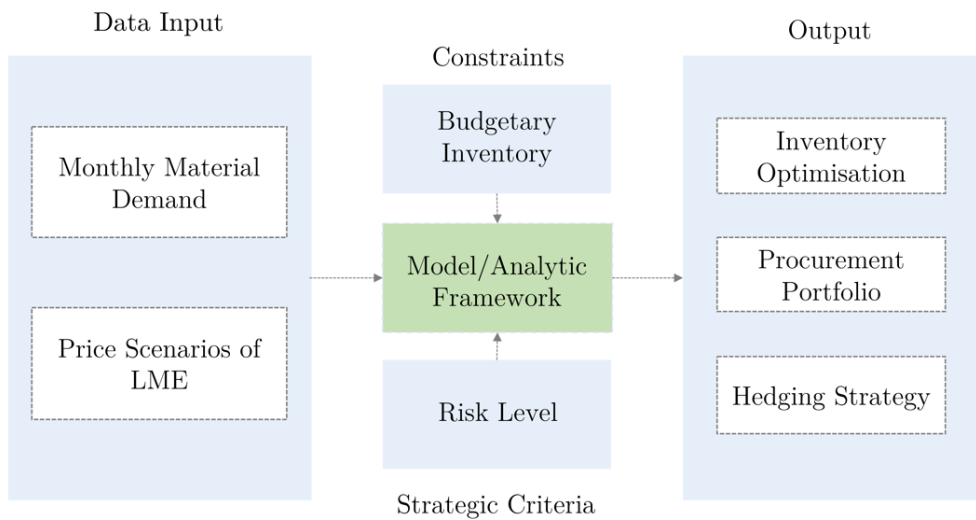 Data Input
Monthly Material
Demand
Price Scenarios of
LME
Constraints
Budgetary
Inventory
Model/Analytic
Framework
Risk Level
Strategic Criteria
Output
Inventory
Optimisation
Procurement
Portfolio
Hedging Strategy